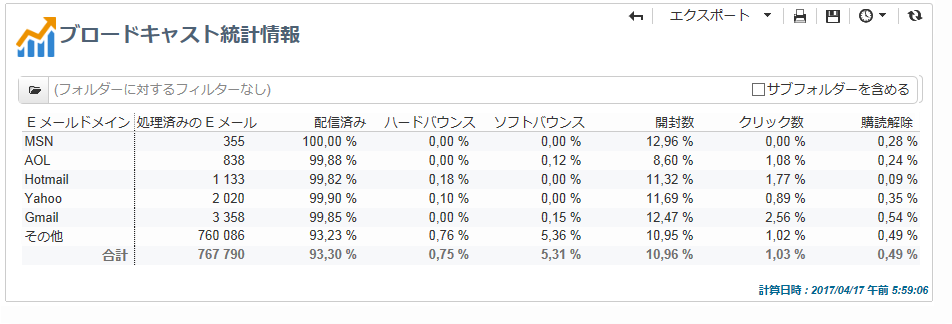 エクスポート
ブロードキャスト統計情報
(フォルダーに対するフィルターなし) サブフォルダーを含める
Eメールドメイン 処理済みのEメール 配信済み ハードバウンス ソフトバウンス 開封数 クリック数 購読解除
MSN 355 100,00 % 0,00 % 0,00 % 12,96 % 0,00 % 0,28 %
AOL 838 99,88 % 0,00 % 0,12 % 8,60 % 1,08 % 0,24 %
Hotmail 1 133 99,82 % 0,18 % 0,00 % 11,32 % 1,77 % 0,09 %
Yahoo 2 020 99,90 % 0,10 % 0,00 % 11,69 % 0,89 % 0,35 %
Gmail 3 358 99,85 % 0,00 % 0,15 % 12,47 % 2,56 % 0,54 %
その他 760 086 93,23 % 0,76 % 5,36 % 10,95 % 1,02 % 0,49 %
合計 767 790 93,30 % 0,75 % 5,31 % 10,96 % 1,03 % 0,49 %
計算日時：2017/04/17 午前 5:59:06